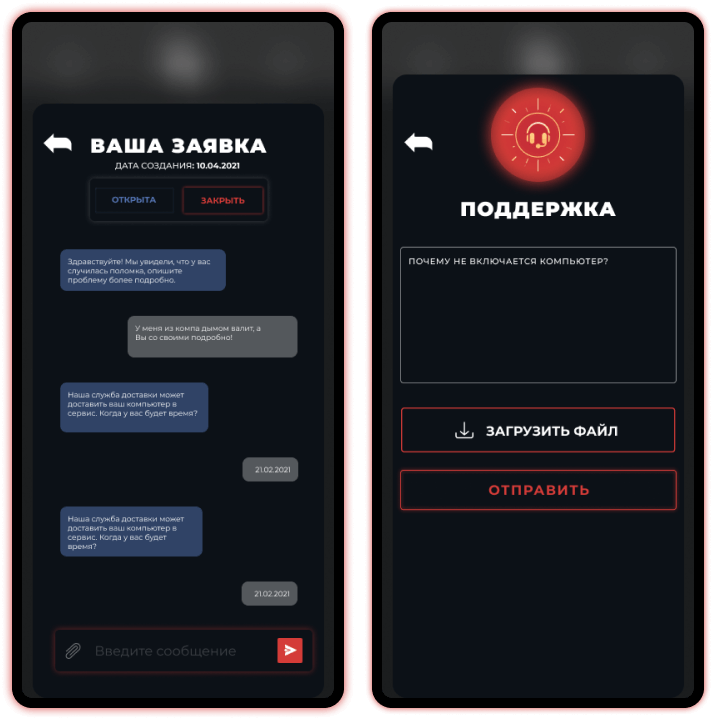 ВАША ЗАЯВКА
ДАТА СОЗДАНИЯ: 10.04.2021
ОТКРЫТА
ЗАКРЫТЬ
Здравствуйте! Мы увидели, что у вас
случилась поломка, опишите
проблему более подробно.
У меня из компа дымом валит, а
Вы со своими подробно!
Наша служба доставки может
доставить ваш компьютер в
сервис. Когда у вас будет время?
21.02.2021
Наша служба доставки может
доставить ваш компьютер в
сервис. Когда у вас будет
время?
21.02.2021
Введите сообщение
ПОДДЕРЖКА
ПОЧЕМУ НЕ ВКЛЮЧАЕТСЯ КОМПЬЮТЕР?
ЗАГРУЗИТЬ ФАЙЛ
ОТПРАВИТЬ